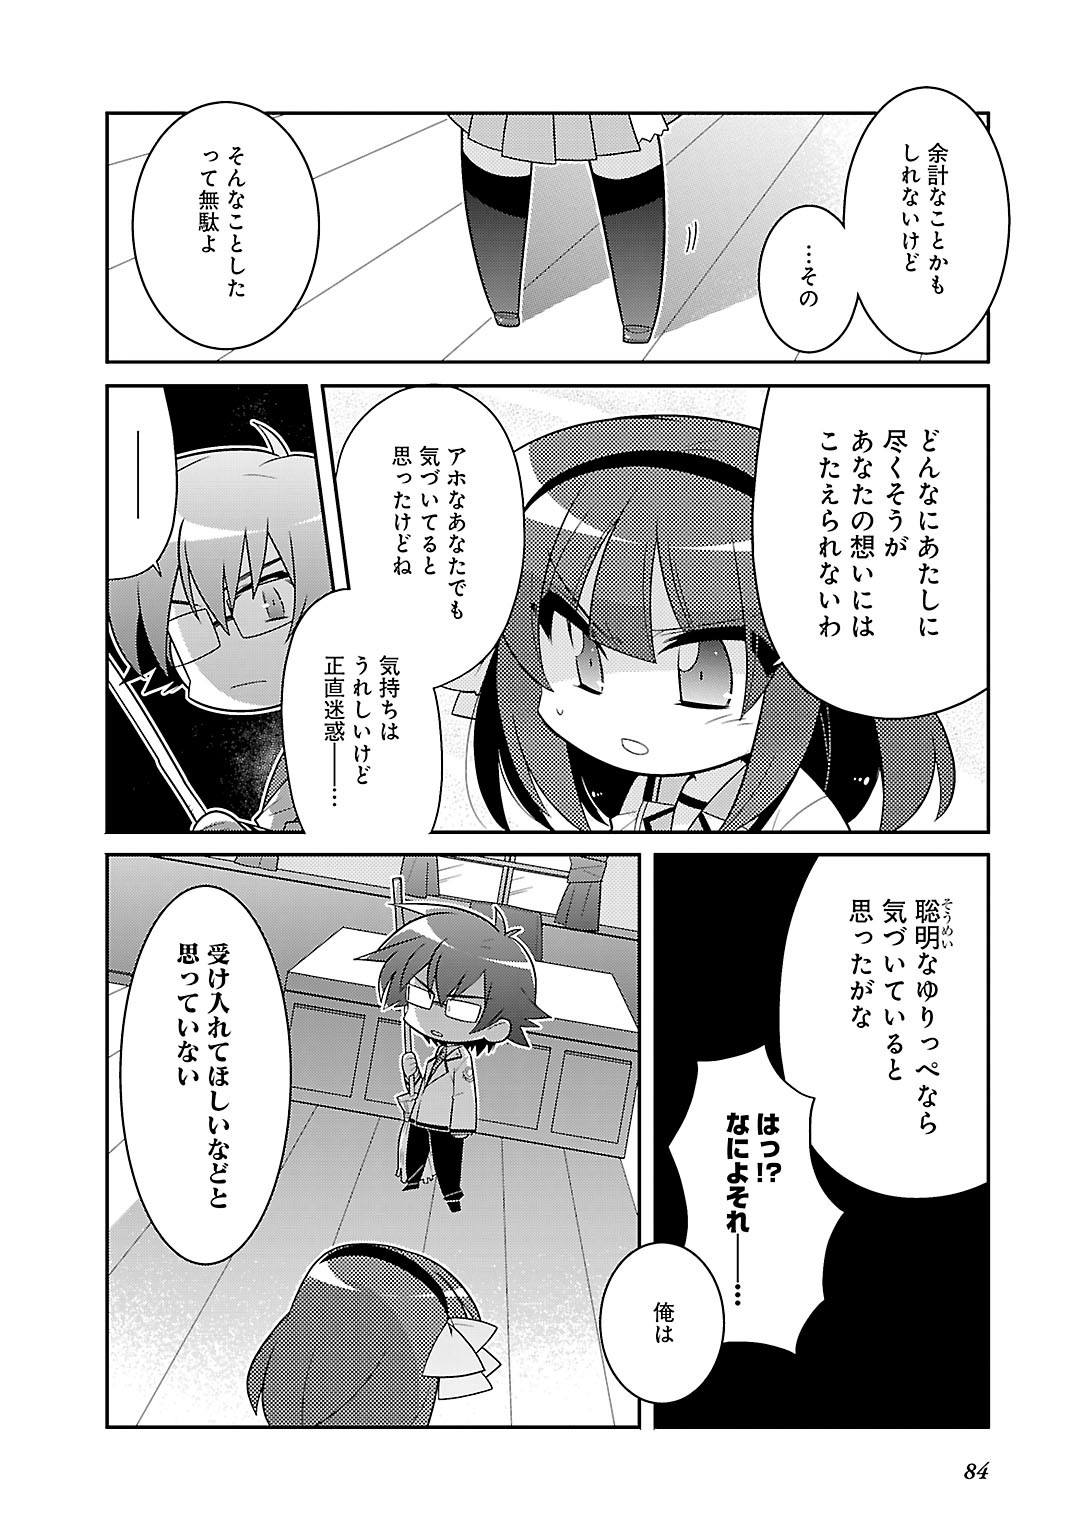 余計なことかも
しれないけど
…その
そんなことした
って無駄よ
どんなにあたしに
尽くそうが
あなたの想いには
こたえられないわ
アホなあなたでも
気づいてると
思ったけどね
気持ちは
うれしいけど
正直迷惑――…
――
聡明なゆりっぺなら
そうめい
気づいていると
思ったがな
はっ!?
なによそれ――…
俺は
受け入れてほしいなどと
思っていない
84